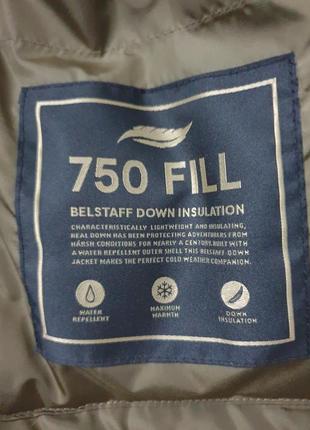 750 FILL
BELSTAFF DOWN INSULATION
CHARACTERISTICALLY LIGHTWEIGHT AND INSULATING,
REAL DOWN HAS BEEN PROTECTING ADVENTURERS FROM
HARSH CONDITIONS FOR NEARLY A CENTURY. BUILT WITH
A WATER REPELLENT OUTER SHELL THIS BELSTAFF DOWN
JACKET MAKES THE PERFECT COLD WEATHER COMPANION.
WATER REPELLENT
MAXIMUM WARMTH
DOWN INSULATION